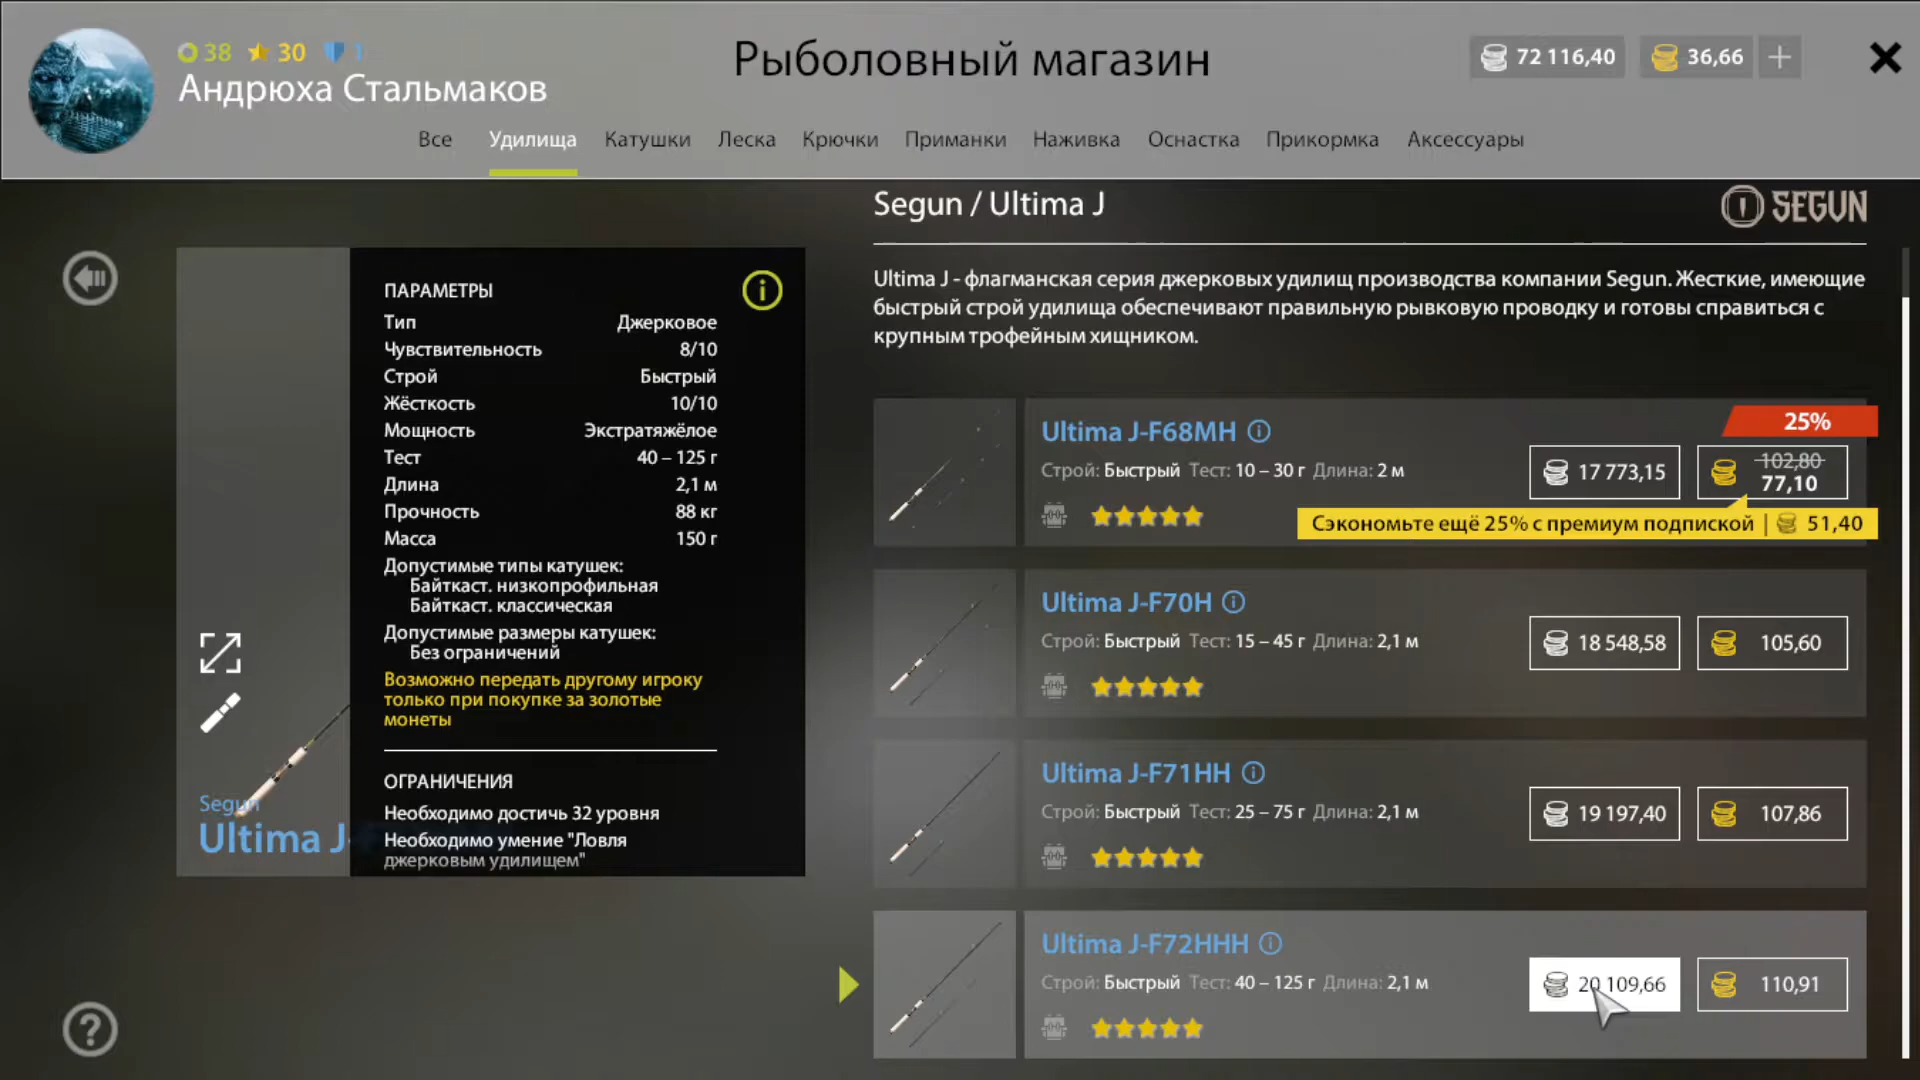 38 30 1
Андрюха Стальмаков
Рыболовный магазин
72 116,40
36,66
Все Удилища Катушки Леска Крючки Приманки Наживка Оснастка Прикормка Аксессуары
ПАРАМЕТРЫ
Тип Джерковое
Чувствительность 8/10
Строй Быстрый
Жёсткость 10/10
Мощность Экстратяжёлое
Тест 40 – 125 г
Длина 2,1 м
Прочность 88 кг
Масса 150 г
Допустимые типы катушек:
Байткаст. низкопрофильная
Байткаст. классическая
Допустимые размеры катушек:
Без ограничений
Возможно передать другому игроку
только при покупке за золотые
монеты
ОГРАНИЧЕНИЯ
Необходимо достичь 32 уровня
Необходимо умение "Ловля
джерковым удилищем"
Segun
Ultima J-
Segun / Ultima J
SEGUN
Ultima J - флагманская серия джерковых удилищ производства компании Segun. Жесткие, имеющие
быстрый строй удилища обеспечивают правильную рывковую проводку и готовы справиться с
крупным трофейным хищником.
Ultima J-F68MH
Строй: Быстрый Тест: 10 – 30 г Длина: 2 м
17 773,15
25%
102,80
77,10
Сэкономьте ещё 25% с премиум подпиской | 51,40
Ultima J-F70H
Строй: Быстрый Тест: 15 – 45 г Длина: 2,1 м
18 548,58
105,60
Ultima J-F71HH
Строй: Быстрый Тест: 25 – 75 г Длина: 2,1 м
19 197,40
107,86
Ultima J-F72HHH
Строй: Быстрый Тест: 40 – 125 г Длина: 2,1 м
20 109,66
110,91